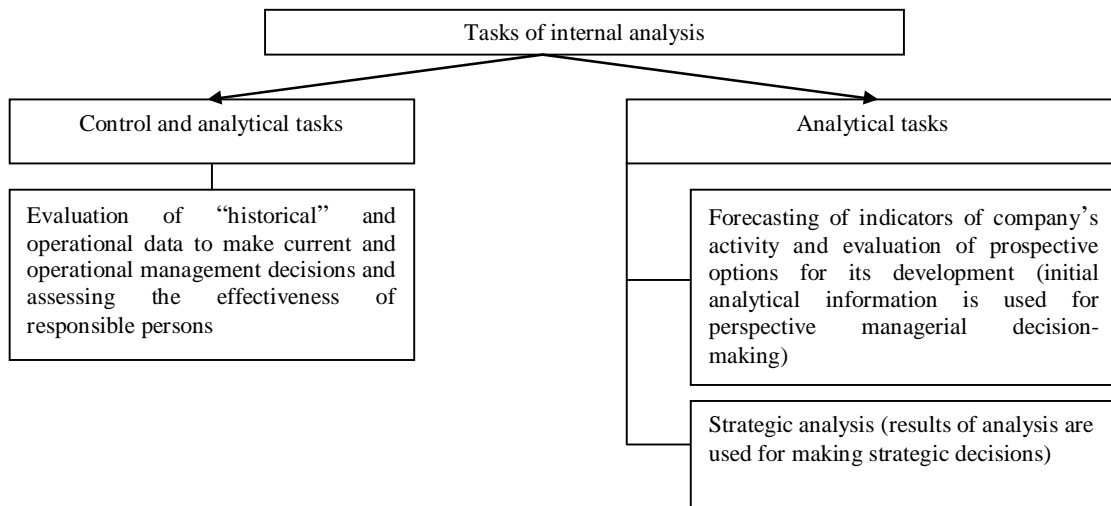 Tasks of internal analysis
Control and analytical tasks
Analytical tasks
Evaluation of “historical” and
operational data to make current and
operational management decisions and
assessing the effectiveness of
responsible persons
Forecasting of indicators of company’s
activity and evaluation of prospective
options for its development (initial
analytical information is used for
perspective managerial decision-
making)
Strategic analysis (results of analysis are
used for making strategic decisions)